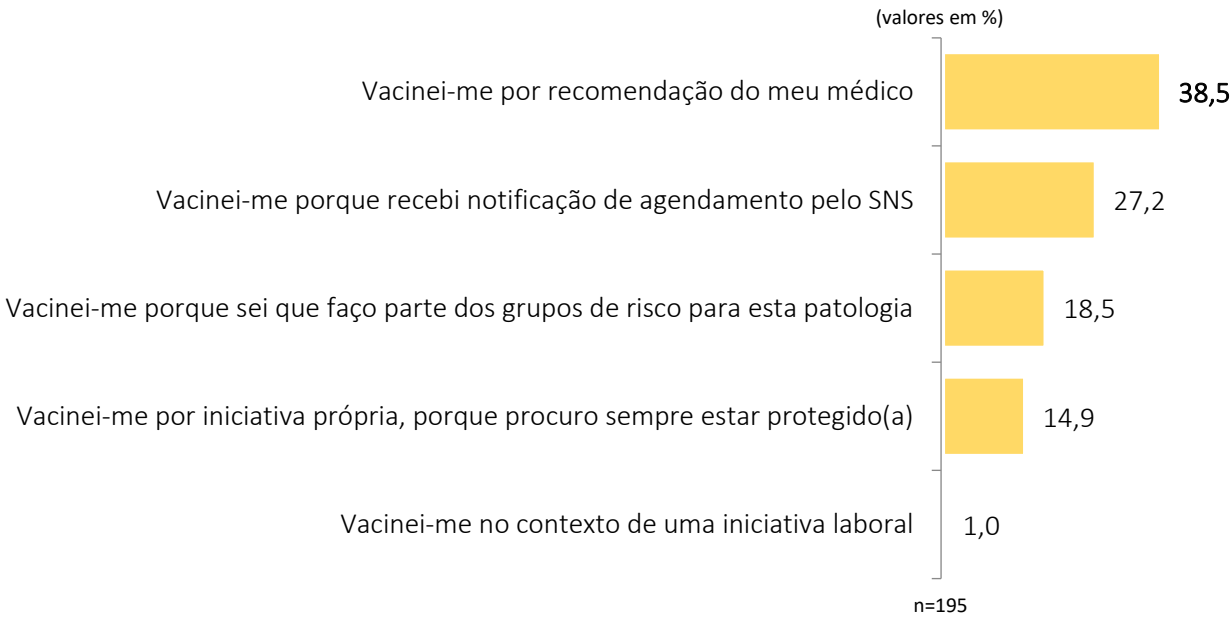 (valores em %)
Vacinei-me por recomendação do meu médico 38,5
Vacinei-me porque recebi notificação de agendamento pelo SNS 27,2
Vacinei-me porque sei que faço parte dos grupos de risco para esta patologia 18,5
Vacinei-me por iniciativa própria, porque procuro sempre estar protegido(a) 14,9
Vacinei-me no contexto de uma iniciativa laboral 1,0
n=195